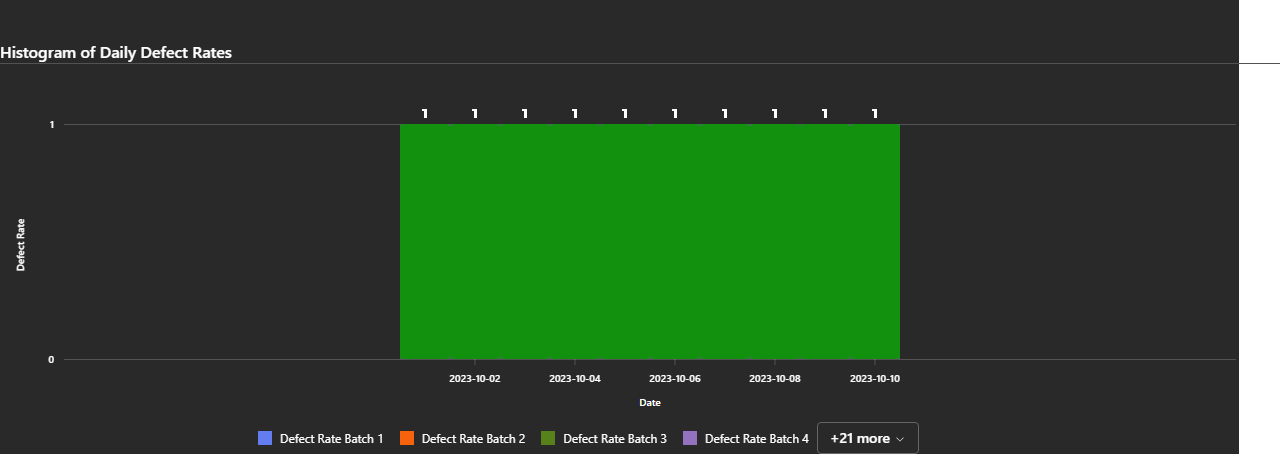 Histogram of Daily Defect Rates
1 1 1 1 1 1 1 1 1 1
1
Defect Rate
0
2023-10-02 2023-10-04 2023-10-06 2023-10-08 2023-10-10
Date
Defect Rate Batch 1 Defect Rate Batch 2 Defect Rate Batch 3 Defect Rate Batch 4 +21 more